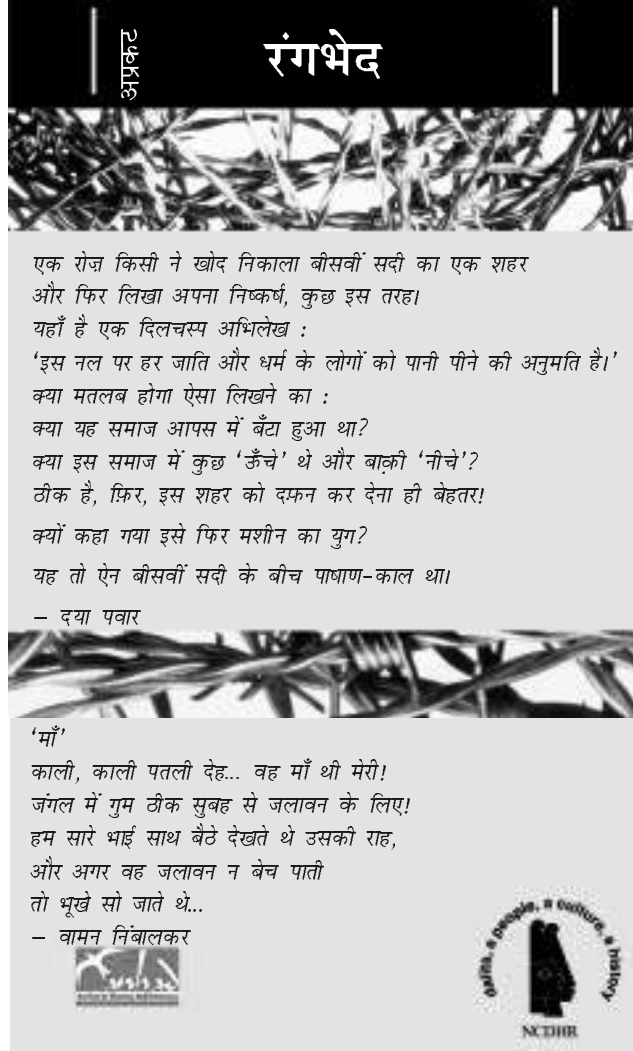 अप्रकट
रंगभेद
एक रोज़ किसी ने खोद निकाला बीसवीं सदी का एक शहर
और फिर लिखा अपना निष्कर्ष, कुछ इस तरह।
यहाँ है एक दिलचस्प अभिलेख :
‘इस नल पर हर जाति और धर्म के लोगों को पानी पीने की अनुमति है।’
क्या मतलब होगा ऐसा लिखने का :
क्या यह समाज आपस में बँटा हुआ था?
क्या इस समाज में कुछ ‘ऊँचे’ थे और बाक़ी ‘नीचे’?
ठीक है, फ़िर, इस शहर को दफ़न कर देना ही बेहतर!
क्यों कहा गया इसे फिर मशीन का युग?
यह तो ऐन बीसवीं सदी के बीच पाषाण-काल था।
– दया पवार
‘माँ’
काली, काली पतली देह... वह माँ थी मेरी!
जंगल में गुम ठीक सुबह से जलावन के लिए!
हम सारे भाई साथ बैठे देखते थे उसकी राह,
और अगर वह जलावन न बेच पाती
तो भूखे सो जाते थे...
– वामन निंबालकर
dalits, a people, a culture, a history
NCDHR